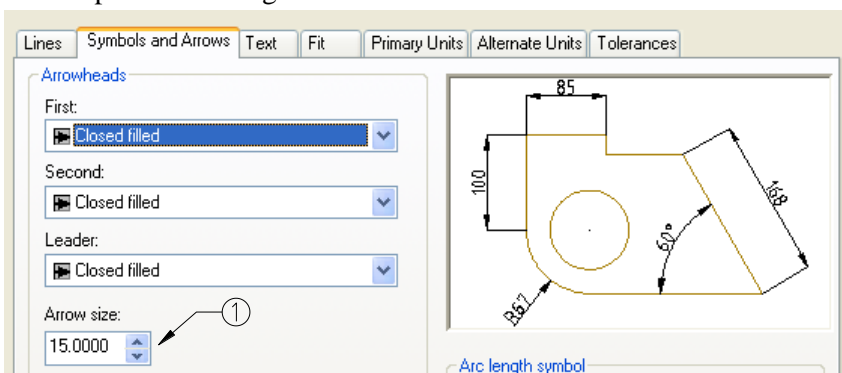 Lines Symbols and Arrows Text Fit Primary Units Alternate Units Tolerances
Arrowheads
First:
Closed filled
Second:
Closed filled
Leader:
Closed filled
Arrow size:
15.0000
1
85
100
168
60°
R67
Arc length symbol